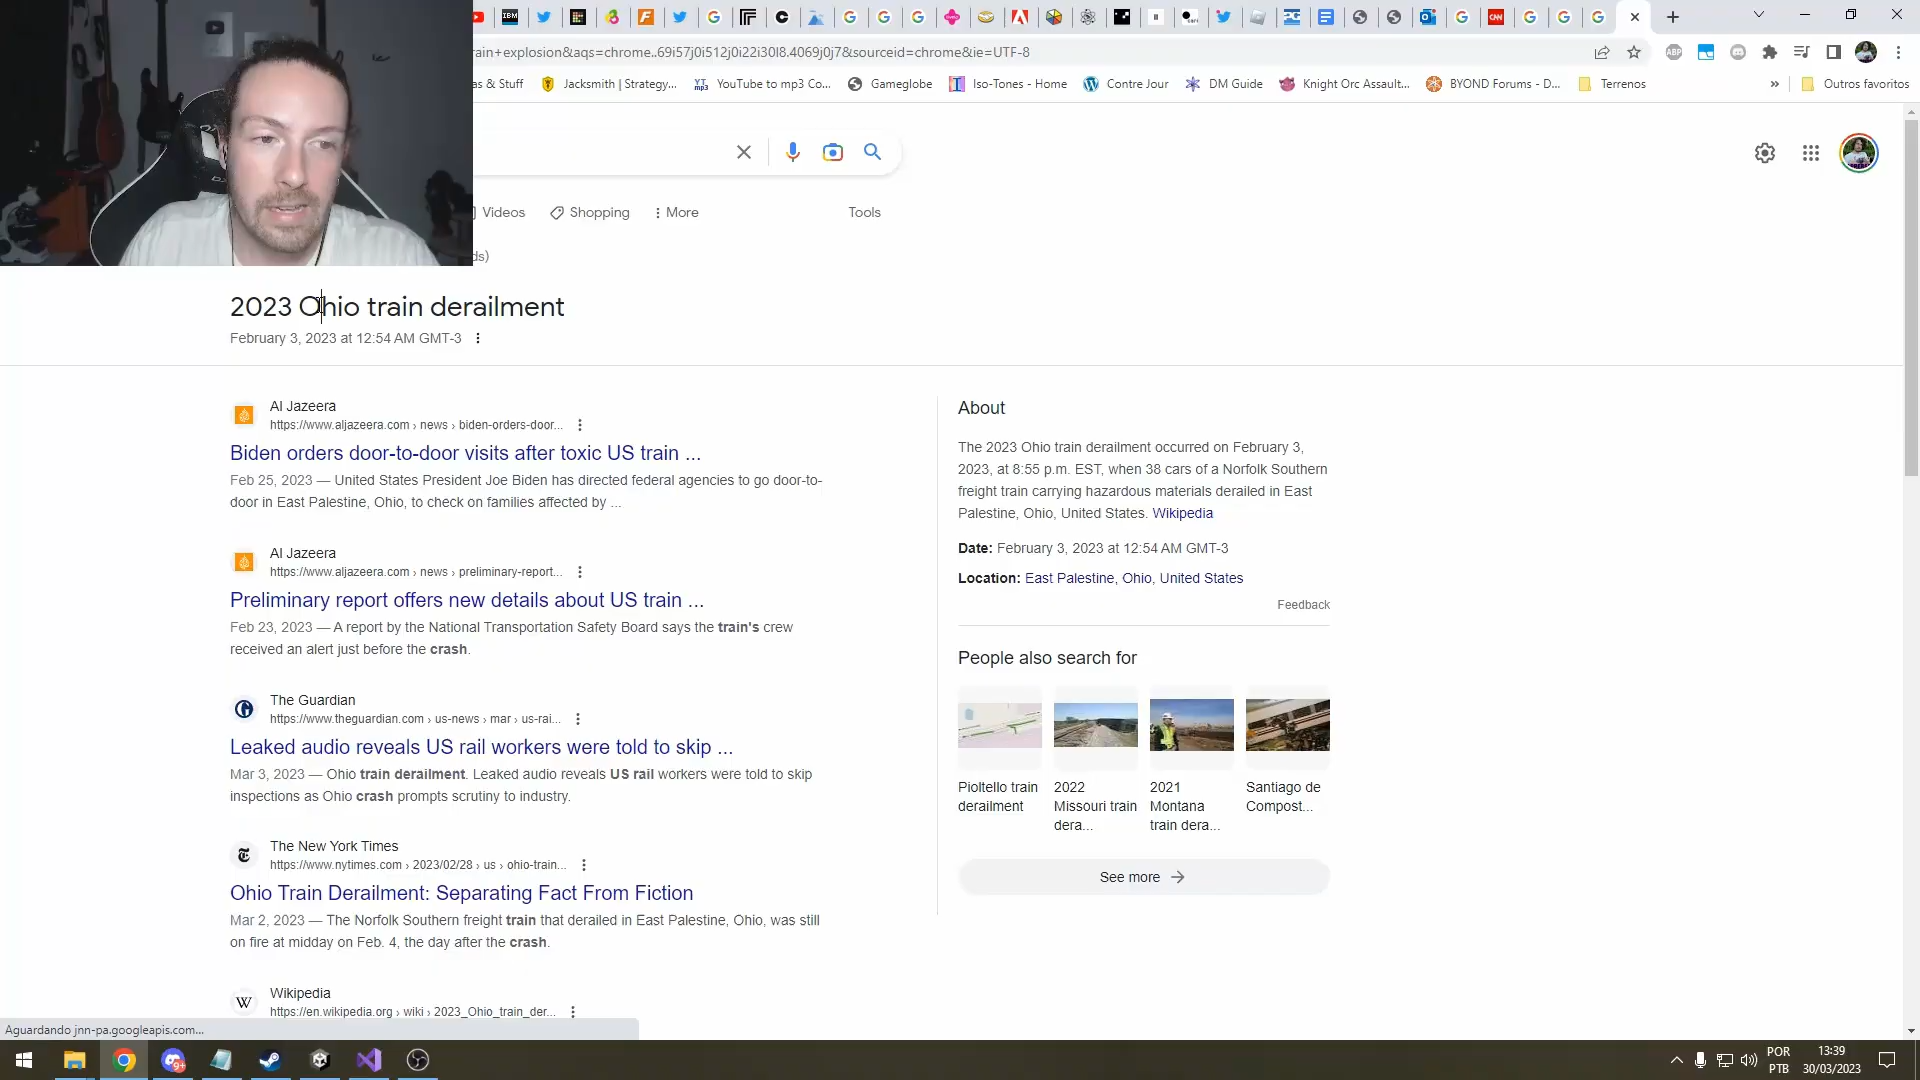 IBM
CNN
rain+explosion&aqs=chrome..69i57j0i512j0i22i30l8.4069j0j7&sourceid=chrome&ie=UTF-8
ABP
as & Stuff
Jacksmith | Strategy...
YouTube to mp3 Co...
Gameglobe
Iso-Tones - Home
Contre Jour
DM Guide
Knight Orc Assault...
BYOND Forums - D...
Terrenos
»
Outros favoritos
Videos
Shopping
More
Tools
ds)
2023 Ohio train derailment
February 3, 2023 at 12:54 AM GMT-3
Al Jazeera
https://www.aljazeera.com › news › biden-orders-door...
Biden orders door-to-door visits after toxic US train ...
Feb 25, 2023 — United States President Joe Biden has directed federal agencies to go door-to-
door in East Palestine, Ohio, to check on families affected by ...
Al Jazeera
https://www.aljazeera.com › news › preliminary-report...
Preliminary report offers new details about US train ...
Feb 23, 2023 — A report by the National Transportation Safety Board says the train's crew
received an alert just before the crash.
The Guardian
https://www.theguardian.com › us-news › mar › us-rai...
Leaked audio reveals US rail workers were told to skip ...
Mar 3, 2023 — Ohio train derailment. Leaked audio reveals US rail workers were told to skip
inspections as Ohio crash prompts scrutiny to industry.
The New York Times
https://www.nytimes.com › 2023/02/28 › us › ohio-train...
Ohio Train Derailment: Separating Fact From Fiction
Mar 2, 2023 — The Norfolk Southern freight train that derailed in East Palestine, Ohio, was still
on fire at midday on Feb. 4, the day after the crash.
Wikipedia
https://en.wikipedia.org › wiki › 2023_Ohio_train_der...
About
The 2023 Ohio train derailment occurred on February 3,
2023, at 8:55 p.m. EST, when 38 cars of a Norfolk Southern
freight train carrying hazardous materials derailed in East
Palestine, Ohio, United States. Wikipedia
Date: February 3, 2023 at 12:54 AM GMT-3
Location: East Palestine, Ohio, United States
Feedback
People also search for
Pioltello train
derailment
2022
Missouri train
dera...
2021
Montana
train dera...
Santiago de
Compost...
See more
Aguardando jnn-pa.googleapis.com...
9+
POR
PTB
13:39
30/03/2023